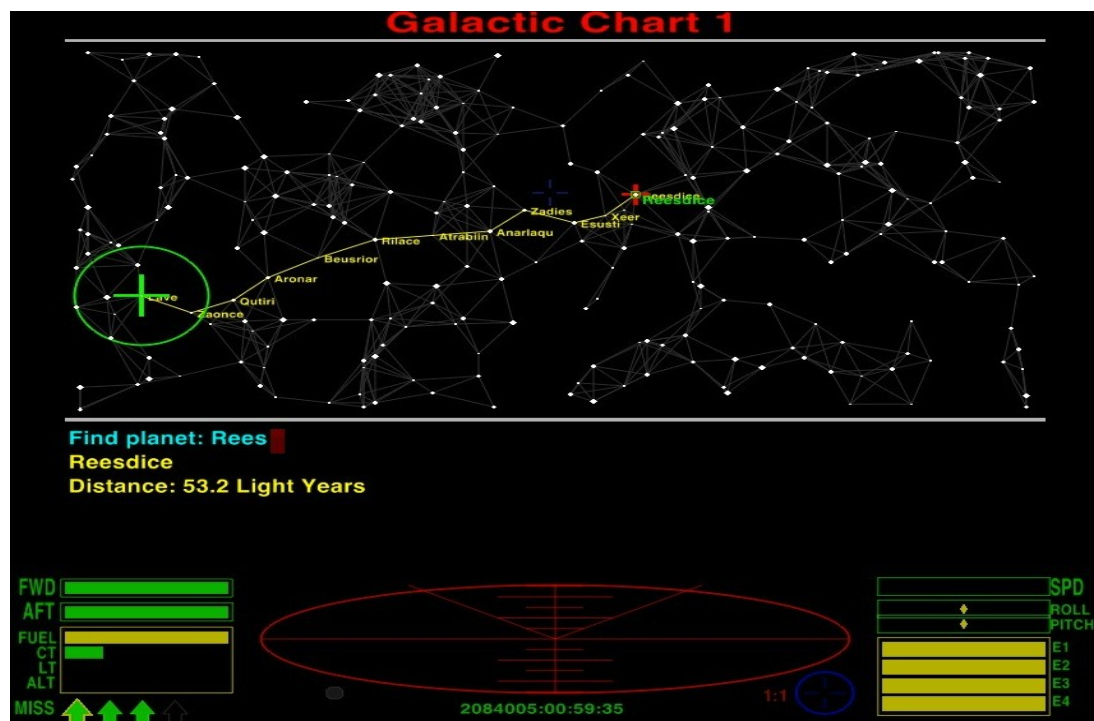 Galactic Chart 1
Reesdice
Reesdice
Zadies
Xeer
Esusti
Anarlaqu
Atrabiin
Rilace
Beusrior
Aronar
Lave
Qutiri
Zaonce
Find planet: Rees
Reesdice
Distance: 53.2 Light Years
FWD
AFT
FUEL
CT
LT
ALT
MISS
1:1
2084005:00:59:35
SPD
ROLL
PITCH
E1
E2
E3
E4